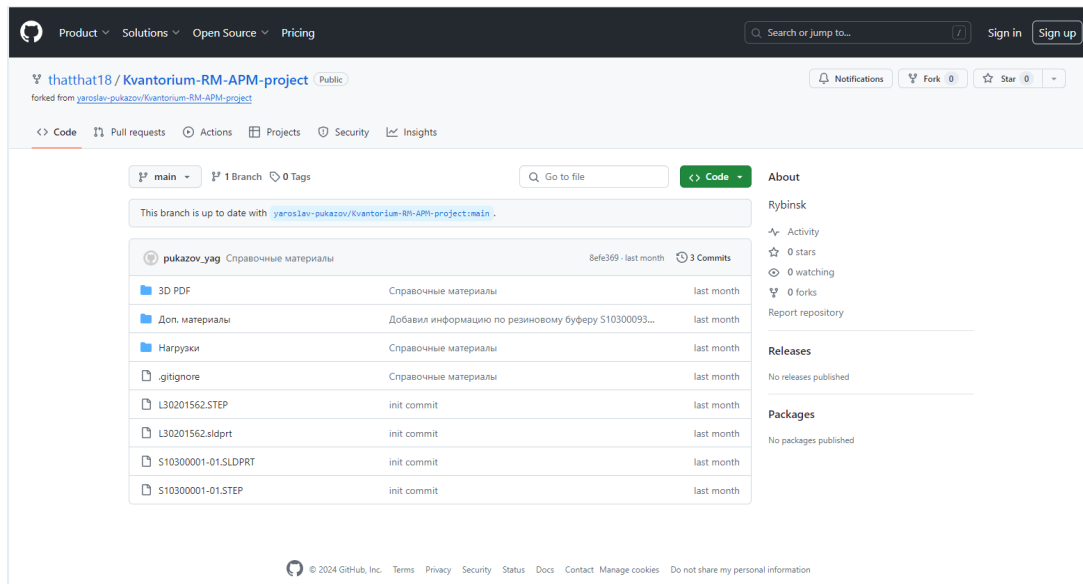 Product Solutions Open Source Pricing Search or jump to... / Sign in Sign up
thatthat18 / Kvantorium-RM-APM-project Public Notifications Fork 0 Star 0
forked from yaroslav-pukazov/Kvantorium-RM-APM-project
Code Pull requests Actions Projects Security Insights
main 1 Branch 0 Tags Go to file Code
This branch is up to date with yaroslav-pukazov/Kvantorium-RM-APM-project:main .
pukazov_yag Справочные материалы 8efe369 · last month 3 Commits
3D PDF Справочные материалы last month
Доп. материалы Добавил информацию по резиновому буферу S10300093... last month
Нагрузки Справочные материалы last month
.gitignore Справочные материалы last month
L30201562.STEP init commit last month
L30201562.sldprt init commit last month
S10300001-01.SLDPRT init commit last month
S10300001-01.STEP init commit last month
About
Rybinsk
Activity
0 stars
0 watching
0 forks
Report repository
Releases
No releases published
Packages
No packages published
© 2024 GitHub, Inc. Terms Privacy Security Status Docs Contact Manage cookies Do not share my personal information